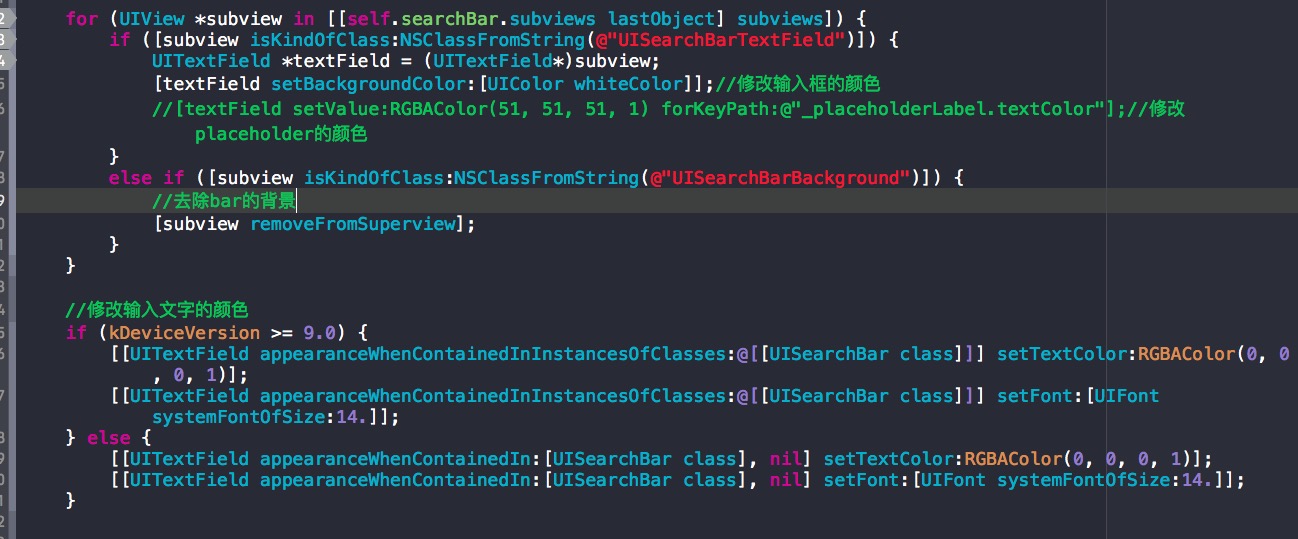 for (UIView *subview in [[self.searchBar.subviews lastObject] subviews]) {
if ([subview isKindOfClass:NSClassFromString(@"UISearchBarTextField")]) {
UITextField *textField = (UITextField*)subview;
[textField setBackgroundColor:[UIColor whiteColor]];//修改输入框的颜色
//[textField setValue:RGBAColor(51, 51, 51, 1) forKeyPath:@"_placeholderLabel.textColor"];//修改
placeholder的颜色
}
else if ([subview isKindOfClass:NSClassFromString(@"UISearchBarBackground")]) {
//去除bar的背景
[subview removeFromSuperview];
}
}
//修改输入文字的颜色
if (kDeviceVersion >= 9.0) {
[[UITextField appearanceWhenContainedInInstancesOfClasses:@[[UISearchBar class]]] setTextColor:RGBAColor(0, 0
, 0, 1)];
[[UITextField appearanceWhenContainedInInstancesOfClasses:@[[UISearchBar class]]] setFont:[UIFont
systemFontOfSize:14.]];
} else {
[[UITextField appearanceWhenContainedIn:[UISearchBar class], nil] setTextColor:RGBAColor(0, 0, 0, 1)];
[[UITextField appearanceWhenContainedIn:[UISearchBar class], nil] setFont:[UIFont systemFontOfSize:14.]];
}